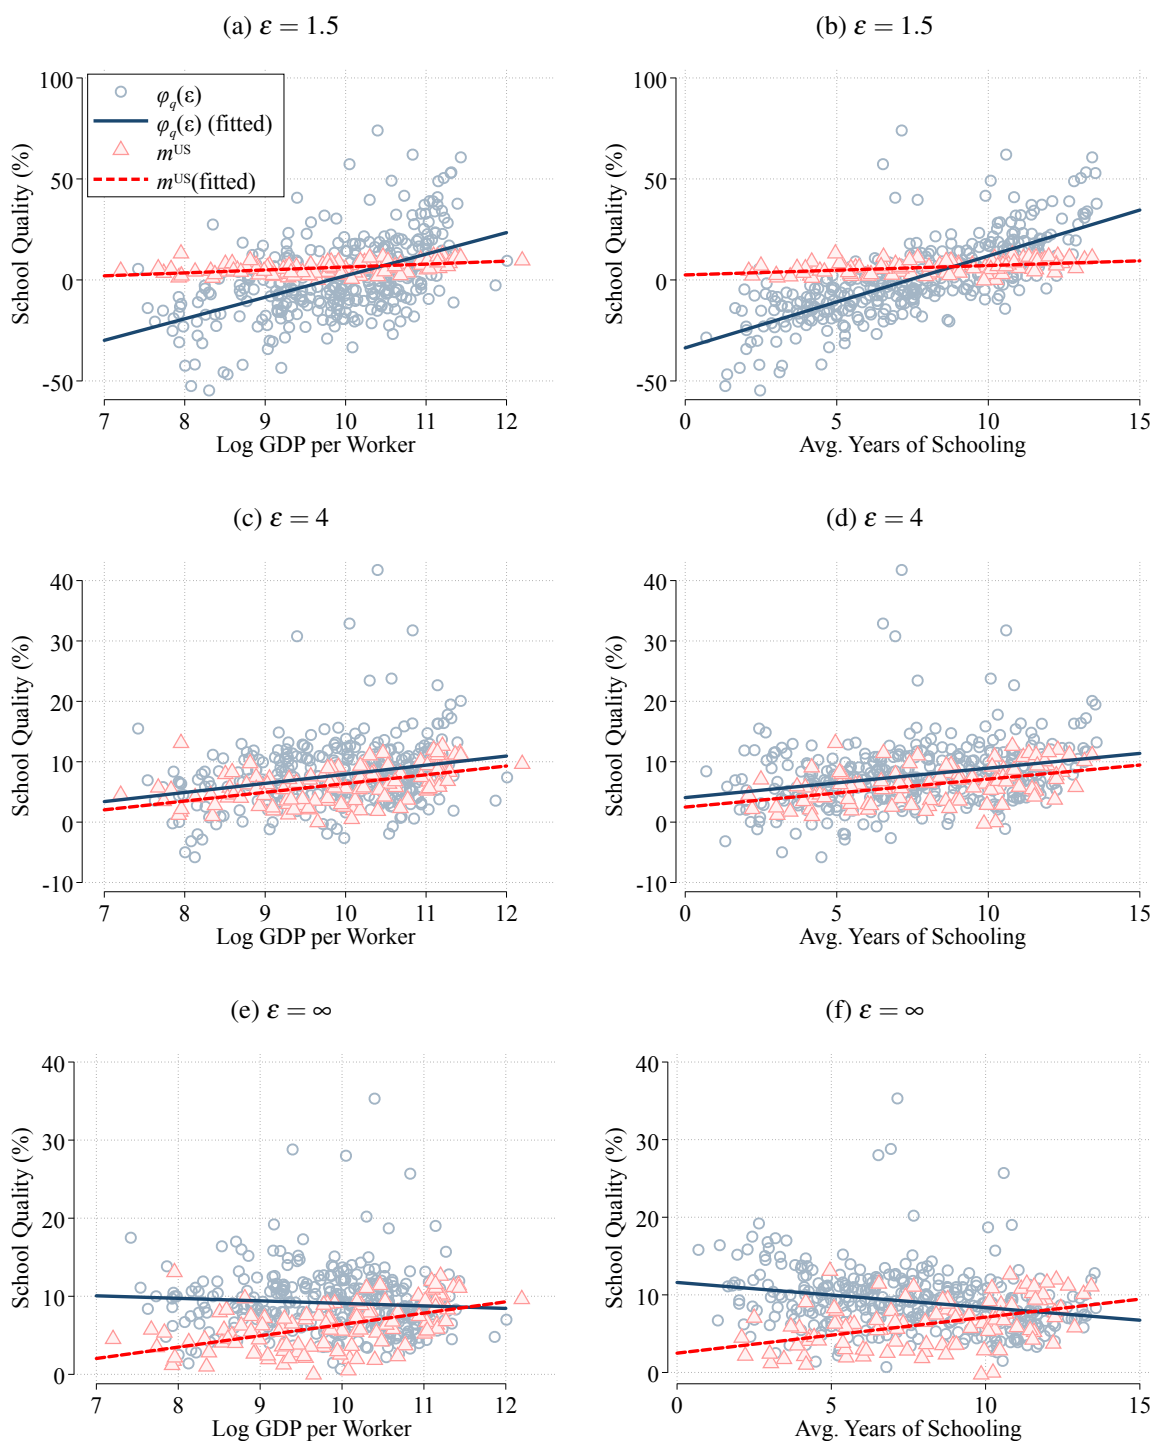 (a) ε = 1.5
School Quality (%)
100
50
0
-50
φq(ε)
φq(ε) (fitted)
mUS
mUS(fitted)
7 8 9 10 11 12
Log GDP per Worker
(b) ε = 1.5
School Quality (%)
100
50
0
-50
0 5 10 15
Avg. Years of Schooling
(c) ε = 4
School Quality (%)
40
30
20
10
0
-10
7 8 9 10 11 12
Log GDP per Worker
(d) ε = 4
School Quality (%)
40
30
20
10
0
-10
0 5 10 15
Avg. Years of Schooling
(e) ε = ∞
School Quality (%)
40
30
20
10
0
7 8 9 10 11 12
Log GDP per Worker
(f) ε = ∞
School Quality (%)
40
30
20
10
0
0 5 10 15
Avg. Years of Schooling